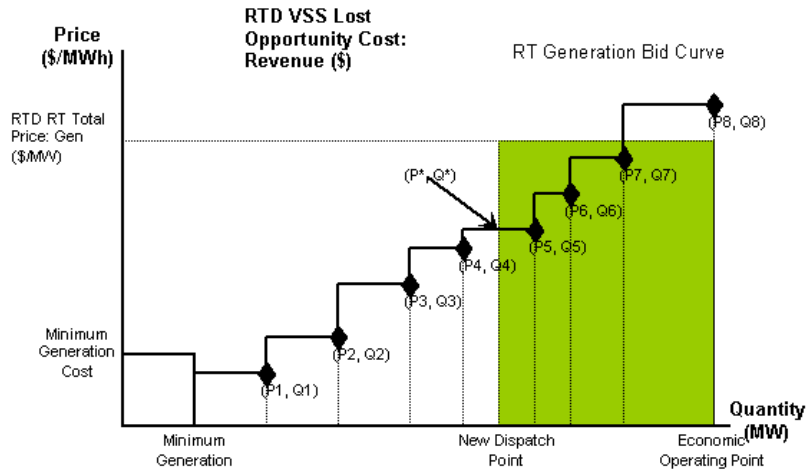 RTD VSS Lost
Opportunity Cost:
Revenue ($)
Price
($/MWh)
RT Generation Bid Curve
RTD RT Total
Price: Gen
($/MW)
(P8, Q8)
(P*, Q*)
(P7, Q7)
(P6, Q6)
(P5, Q5)
(P4, Q4)
(P3, Q3)
Minimum
Generation
Cost
(P2, Q2)
(P1, Q1)
Quantity
(MW)
Minimum
Generation
New Dispatch
Point
Economic
Operating Point